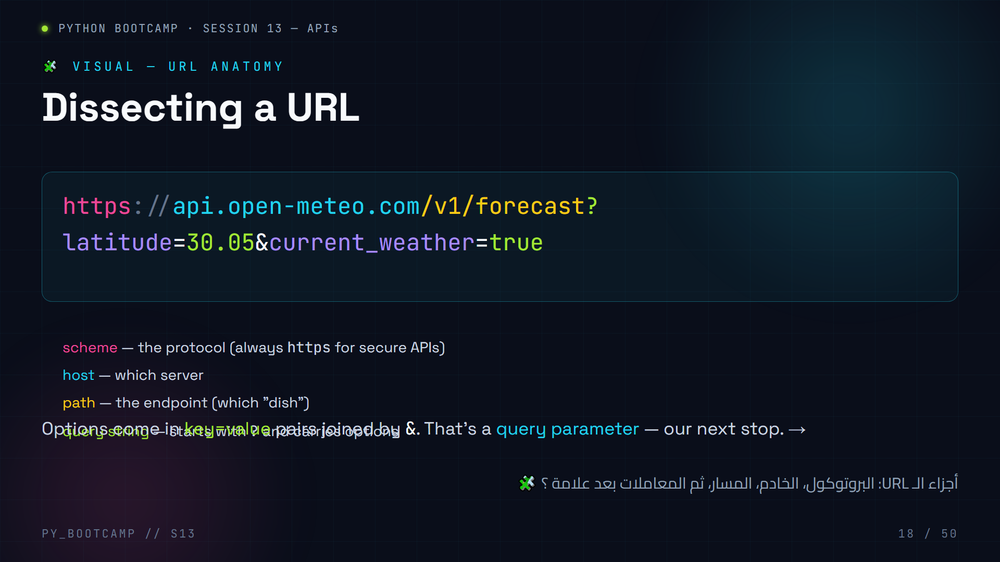 PYTHON BOOTCAMP · SESSION 13 — APIs
VISUAL — URL ANATOMY
Dissecting a URL
https://api.open-meteo.com/v1/forecast?
latitude=30.05&current_weather=true
scheme — the protocol (always https for secure APIs)
host — which server
path — the endpoint (which ”dish”)
query string — starts with ? and carries options
Options come in key=value pairs joined by &. That’s a query parameter — our next stop. →
أجزاء الـ URL: البروتوكول، الخادم، المسار، ثم المعاملات بعد علامة ؟
PY_BOOTCAMP // S13
18 / 50